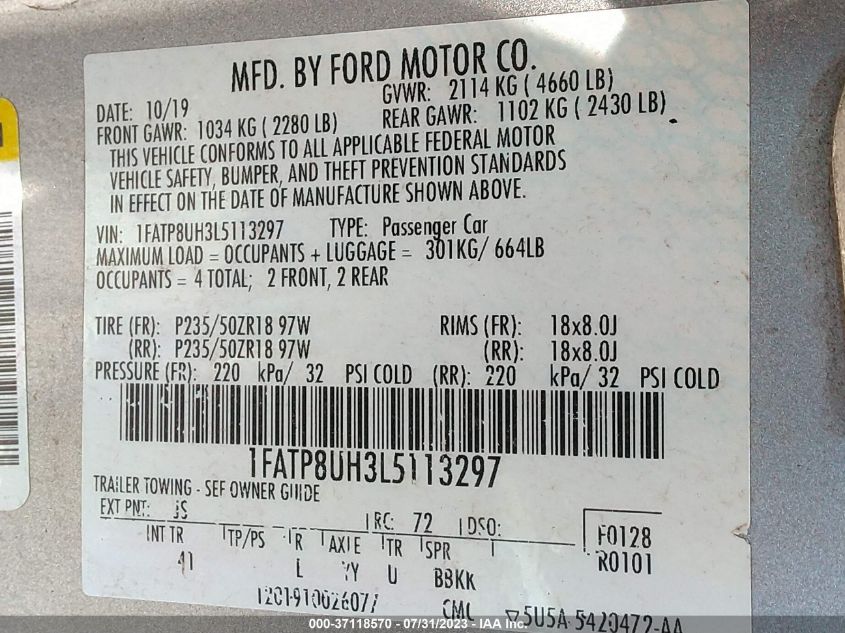 MFD. BY FORD MOTOR CO.
DATE: 10/19 GVWR: 2114 KG ( 4660 LB)
FRONT GAWR: 1034 KG ( 2280 LB) REAR GAWR: 1102 KG ( 2430 LB)
THIS VEHICLE CONFORMS TO ALL APPLICABLE FEDERAL MOTOR
VEHICLE SAFETY, BUMPER, AND THEFT PREVENTION STANDARDS
IN EFFECT ON THE DATE OF MANUFACTURE SHOWN ABOVE.
VIN: 1FATP8UH3L5113297 TYPE: Passenger Car
MAXIMUM LOAD = OCCUPANTS + LUGGAGE = 301KG/ 664LB
OCCUPANTS = 4 TOTAL; 2 FRONT, 2 REAR
TIRE (FR): P235/50ZR18 97W RIMS (FR): 18x8.0J
(RR): P235/50ZR18 97W (RR): 18x8.0J
PRESSURE (FR): 220 kPa/ 32 PSI COLD (RR): 220 kPa/ 32 PSI COLD
1FATP8UH3L5113297
TRAILER TOWING - SEE OWNER GUIDE
EXT PNT: JS RC: 72 DSO: F0128
INT TR TP/PS R AXLE TR SPR R0101
41 L YY U BBKK
CMC 5U5A-5420472-AA
000-37118570 - 07/31/2023 - IAA Inc.